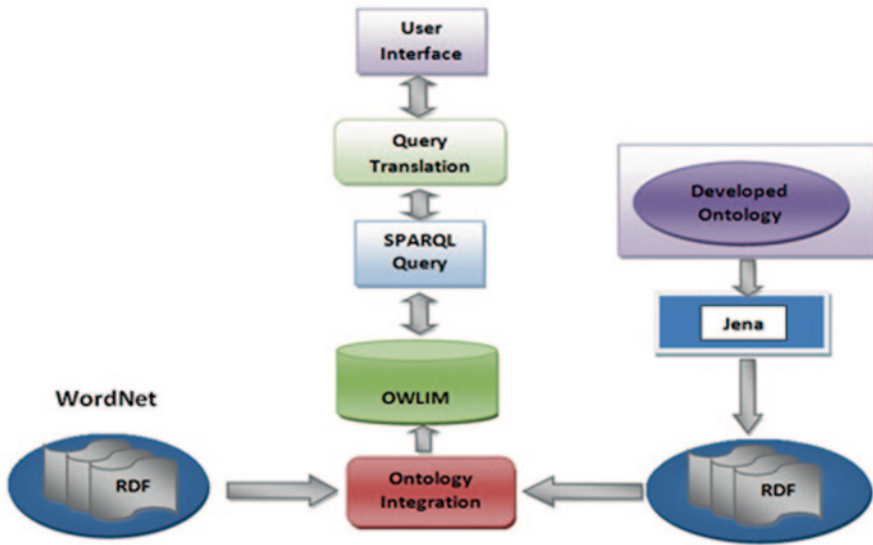 User
Interface
Query
Translation
SPARQL
Query
OWLIM
Developed
Ontology
Jena
WordNet
RDF
Ontology
Integration
RDF